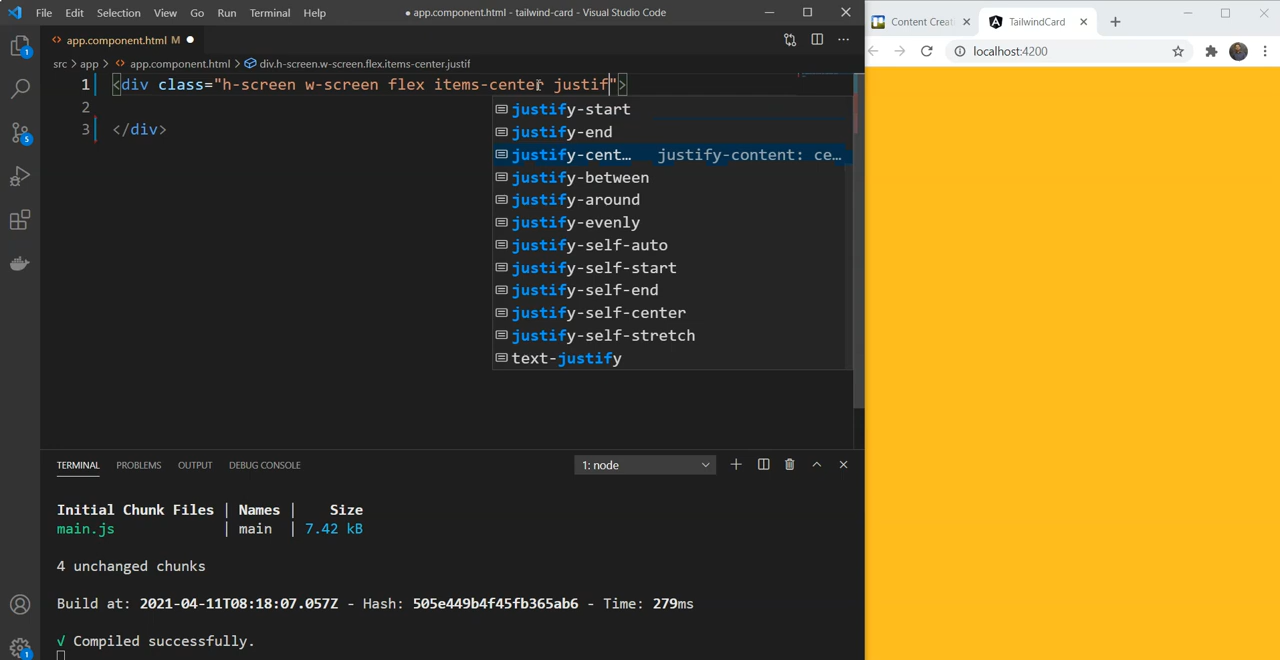 File Edit Selection View Go Run Terminal Help ● app.component.html - tailwind-card - Visual Studio Code
app.component.html M ●
src > app > app.component.html > div.h-screen.w-screen.flex.items-center.justif
1 <div class="h-screen w-screen flex items-center justif">
2
3 </div>
justify-start
justify-end
justify-cent… justify-content: ce…
justify-between
justify-around
justify-evenly
justify-self-auto
justify-self-start
justify-self-end
justify-self-center
justify-self-stretch
text-justify
1
5
TERMINAL PROBLEMS OUTPUT DEBUG CONSOLE 1: node
Initial Chunk Files | Names | Size
main.js | main | 7.42 kB
4 unchanged chunks
Build at: 2021-04-11T08:18:07.057Z - Hash: 505e449b4f45fb365ab6 - Time: 279ms
√ Compiled successfully.
1
Content Crea TailwindCard
localhost:4200